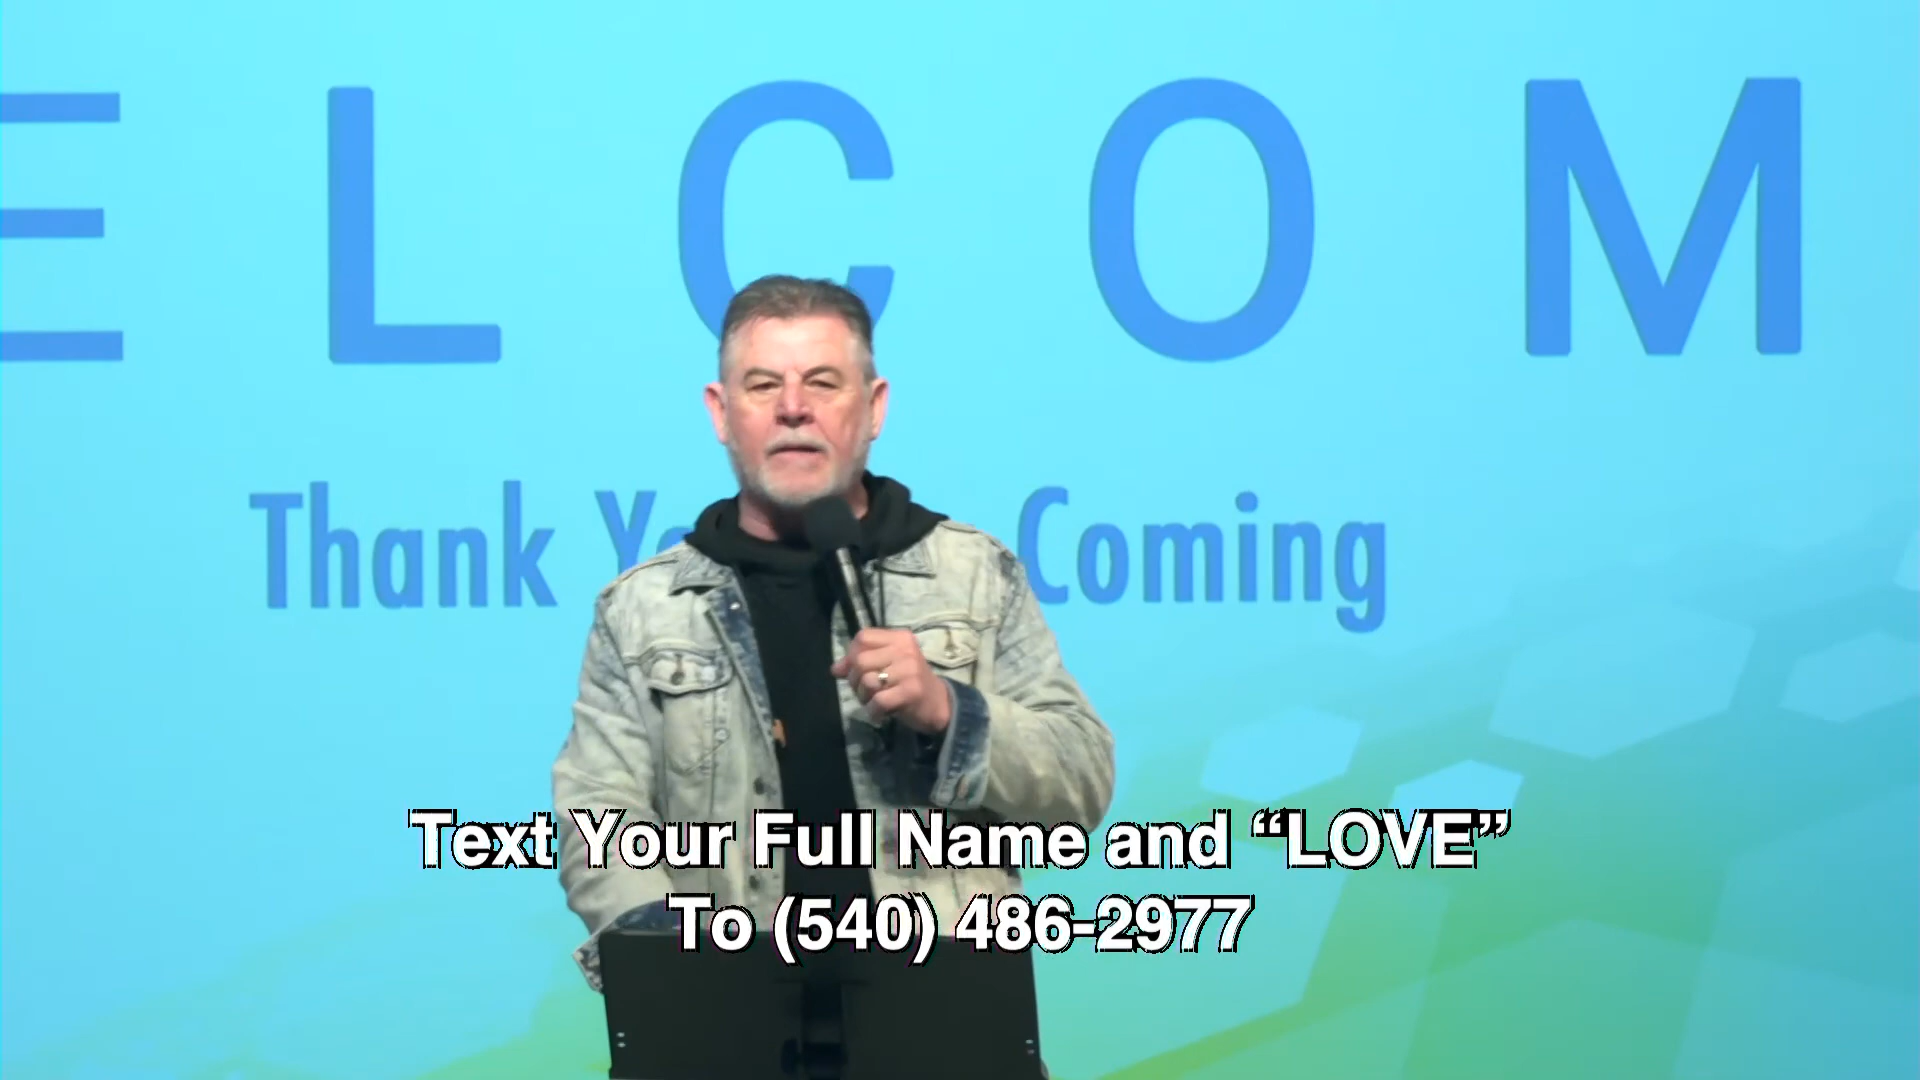 ELCOM
Thank Coming
Text Your Full Name and “LOVE”
To (540) 486-2977